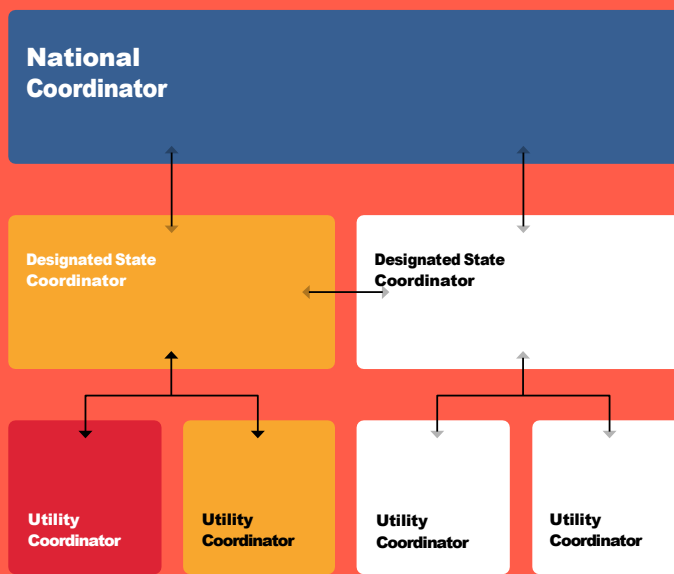 National
Coordinator
Designated State
Coordinator
Designated State
Coordinator
Utility
Coordinator
Utility
Coordinator
Utility
Coordinator
Utility
Coordinator